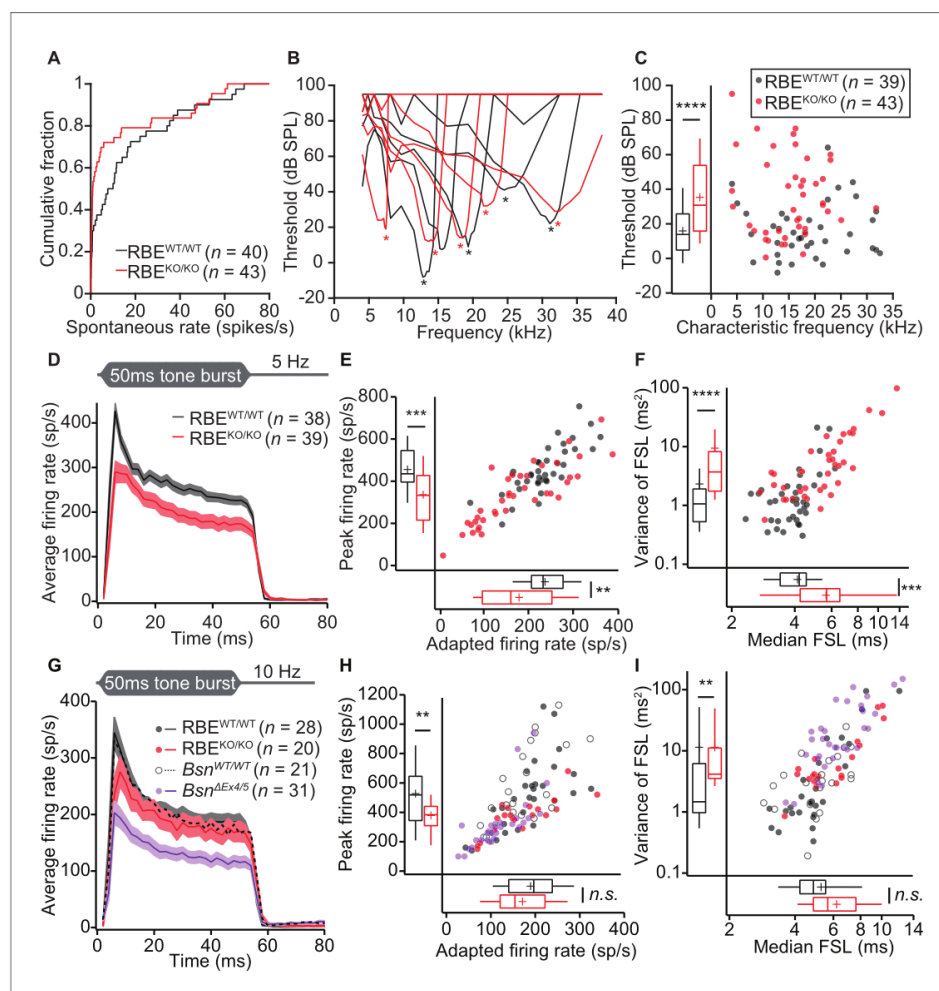 A
Cumulative fraction
1
0.8
0.6
0.4
0.2
0
RBE^WT/WT (n = 40)
RBE^KO/KO (n = 43)
0 20 40 60 80
Spontaneous rate (spikes/s)
B
Threshold (dB SPL)
100
80
60
40
20
0
-20
* * * * * * * *
0 5 10 15 20 25 30 35 40
Frequency (kHz)
C
RBE^WT/WT (n = 39)
RBE^KO/KO (n = 43)
Threshold (dB SPL)
100
80
60
40
20
0
-20
****
0 5 10 15 20 25 30 35
Characteristic frequency (kHz)
D
50ms tone burst
5 Hz
RBE^WT/WT (n = 38)
RBE^KO/KO (n = 39)
Average firing rate (sp/s)
400
300
200
100
0
0 20 40 60 80
Time (ms)
E
Peak firing rate (sp/s)
800
600
400
200
0
***
**
0 100 200 300 400
Adapted firing rate (sp/s)
F
Variance of FSL (ms²)
100
10
1
0.1
****
***
2 4 6 8 10 14
Median FSL (ms)
G
50ms tone burst
10 Hz
RBE^WT/WT (n = 28)
RBE^KO/KO (n = 20)
Bsn^WT/WT (n = 21)
Bsn^ΔEx4/5 (n = 31)
Average firing rate (sp/s)
400
300
200
100
0
0 20 40 60 80
Time (ms)
H
Peak firing rate (sp/s)
1200
1000
800
600
400
200
0
**
n.s.
0 100 200 300 400
Adapted firing rate (sp/s)
I
Variance of FSL (ms²)
100
10
1
0.1
**
n.s.
2 4 6 8 10 14
Median FSL (ms)